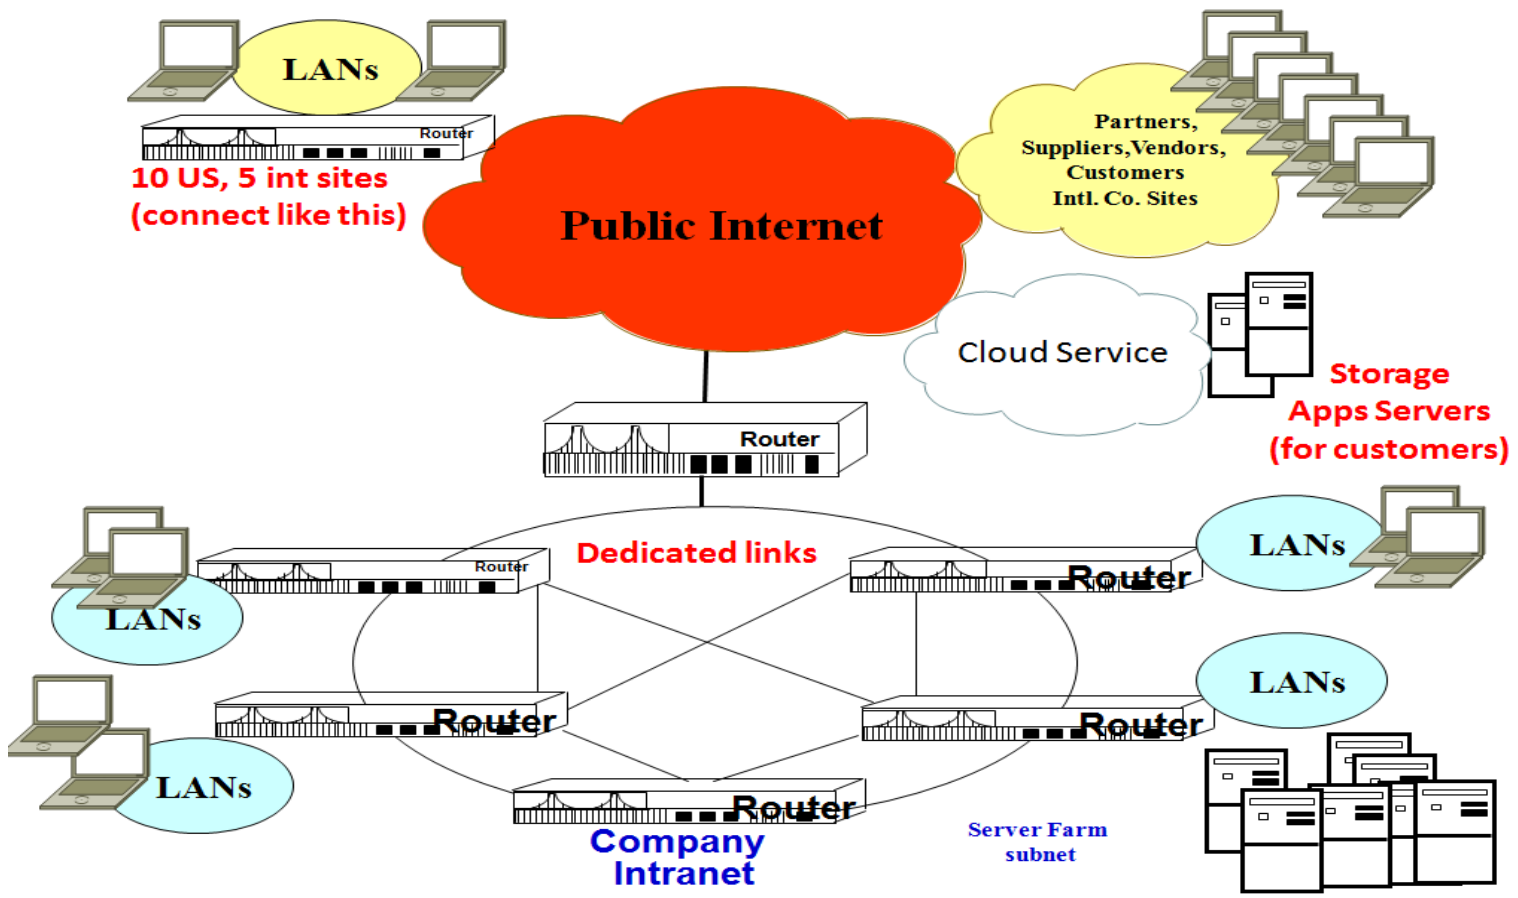 LANs
Router
10 US, 5 int sites
(connect like this)
Public Internet
Partners,
Suppliers,Vendors,
Customers
Intl. Co. Sites
Cloud Service
Storage
Apps Servers
(for customers)
Router
Dedicated links
Router
LANs
Router
LANs
Router
LANs
Router
LANs
Router
Company
Intranet
Server Farm
subnet